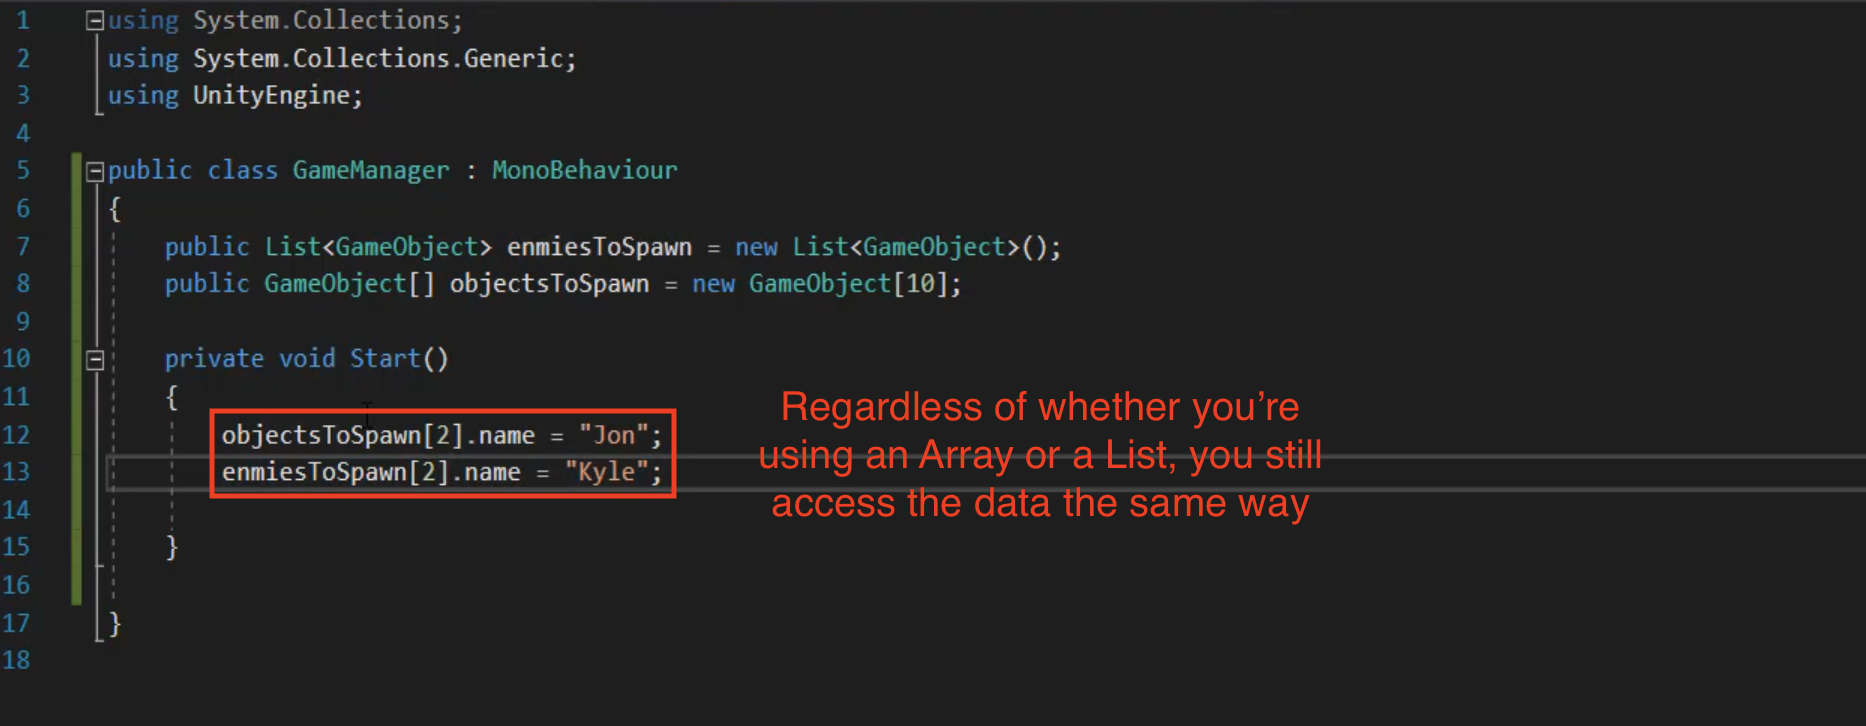 1 using System.Collections;
2 using System.Collections.Generic;
3 using UnityEngine;
4
5 public class GameManager : MonoBehaviour
6 {
7 public List<GameObject> enmiesToSpawn = new List<GameObject>();
8 public GameObject[] objectsToSpawn = new GameObject[10];
9
10 private void Start()
11 {
12 objectsToSpawn[2].name = "Jon";
13 enmiesToSpawn[2].name = "Kyle";
14
15 }
16
17 }
18
Regardless of whether you're
using an Array or a List, you still
access the data the same way